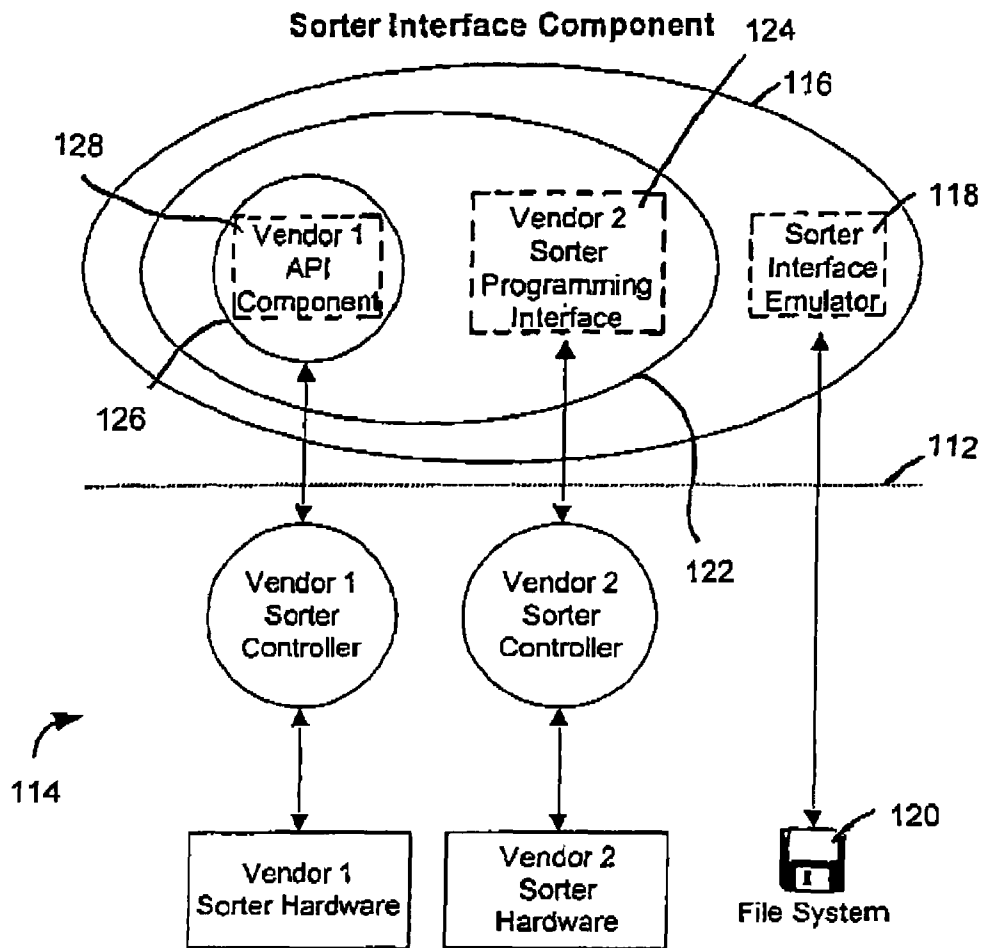 Sorter Interface Component
124
116
128
118
Vendor 1
API
Component
Vendor 2
Sorter
Programming
Interface
Sorter
Interface
Emulator
126
112
122
Vendor 1
Sorter
Controller
Vendor 2
Sorter
Controller
114
120
Vendor 1
Sorter Hardware
Vendor 2
Sorter
Hardware
File System